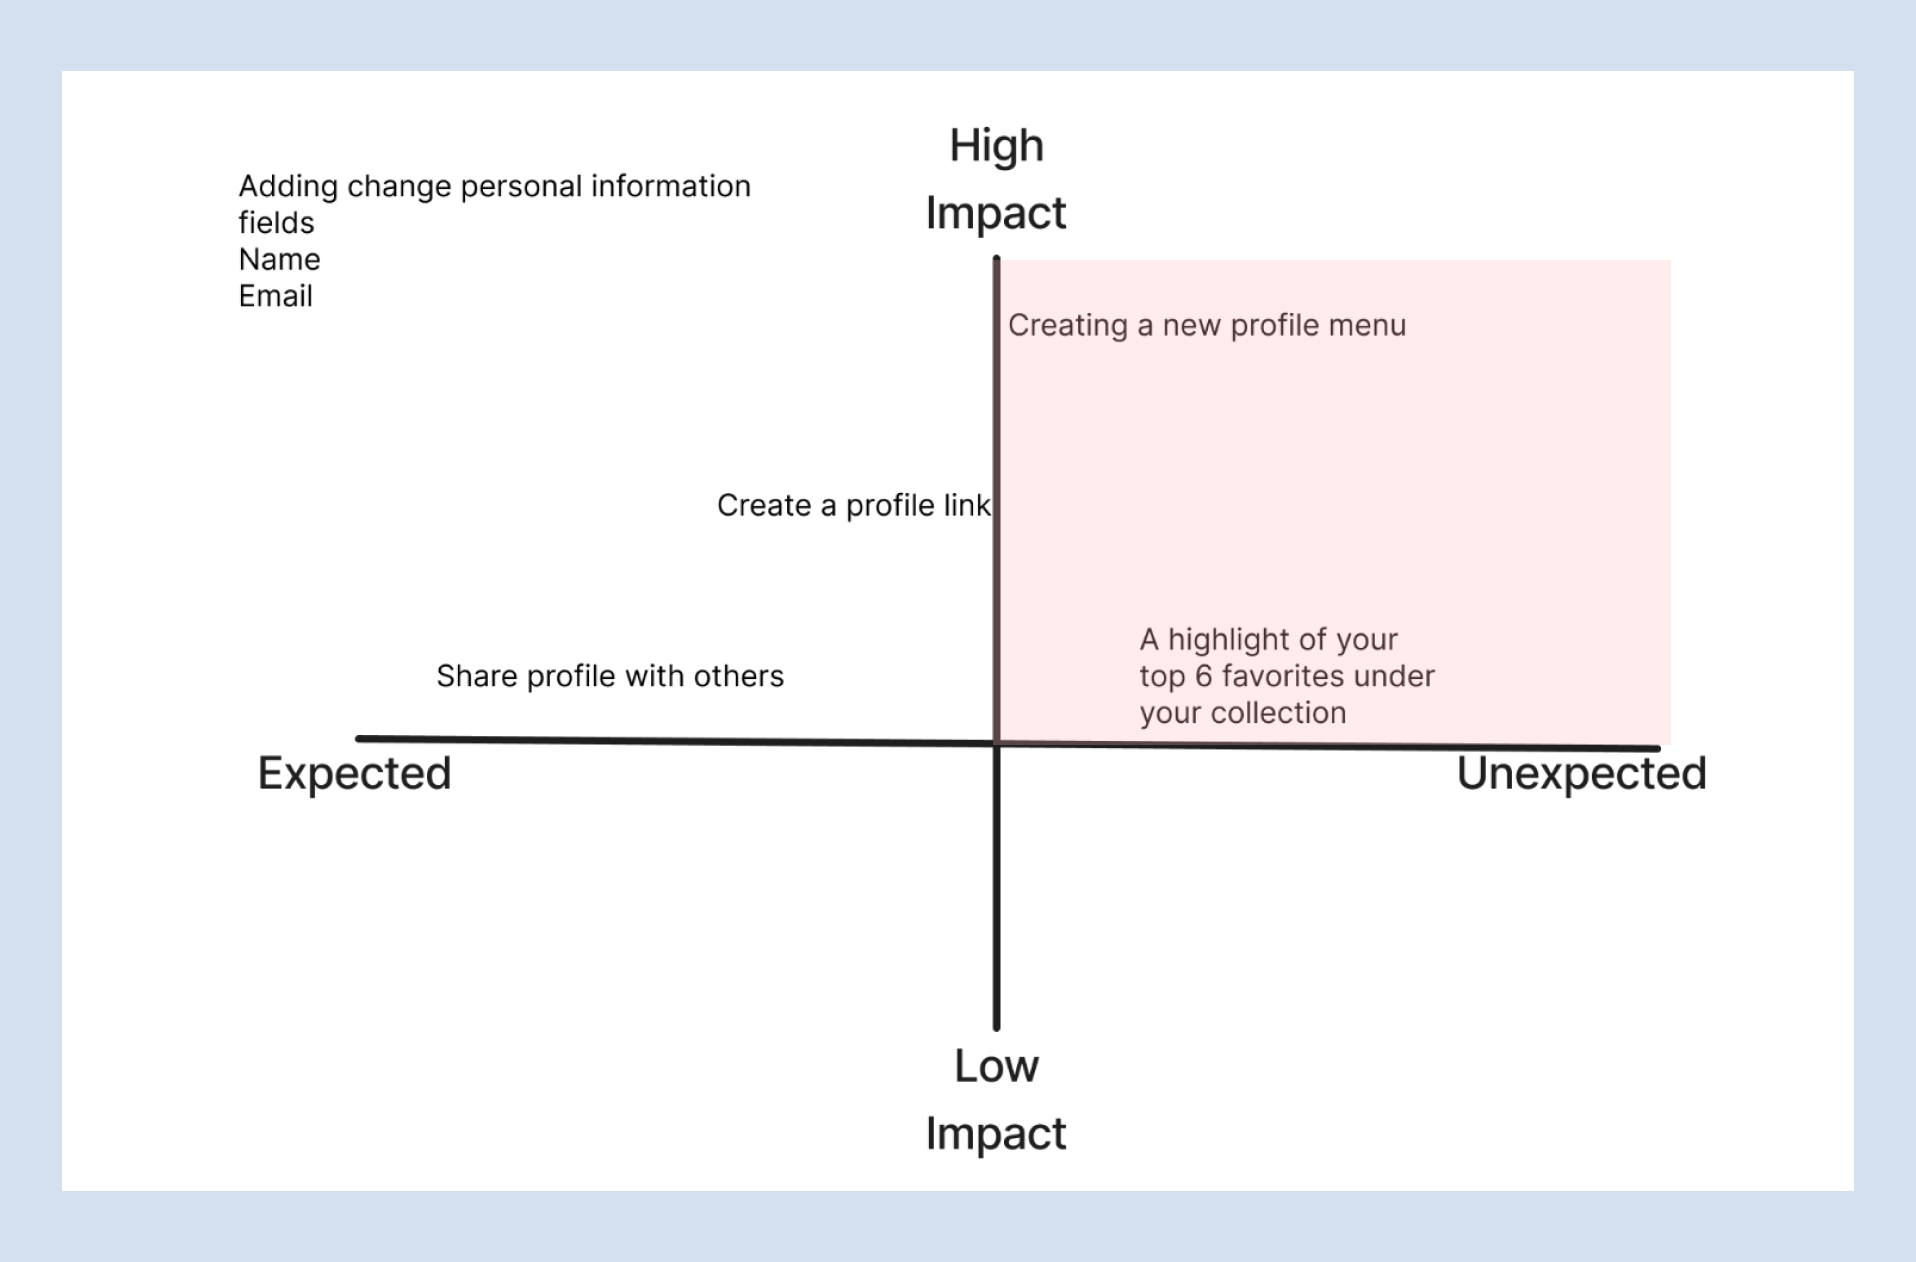 High
Impact
Adding change personal information
fields
Name
Email
Creating a new profile menu
Create a profile link
A highlight of your
top 6 favorites under
your collection
Share profile with others
Expected
Unexpected
Low
Impact